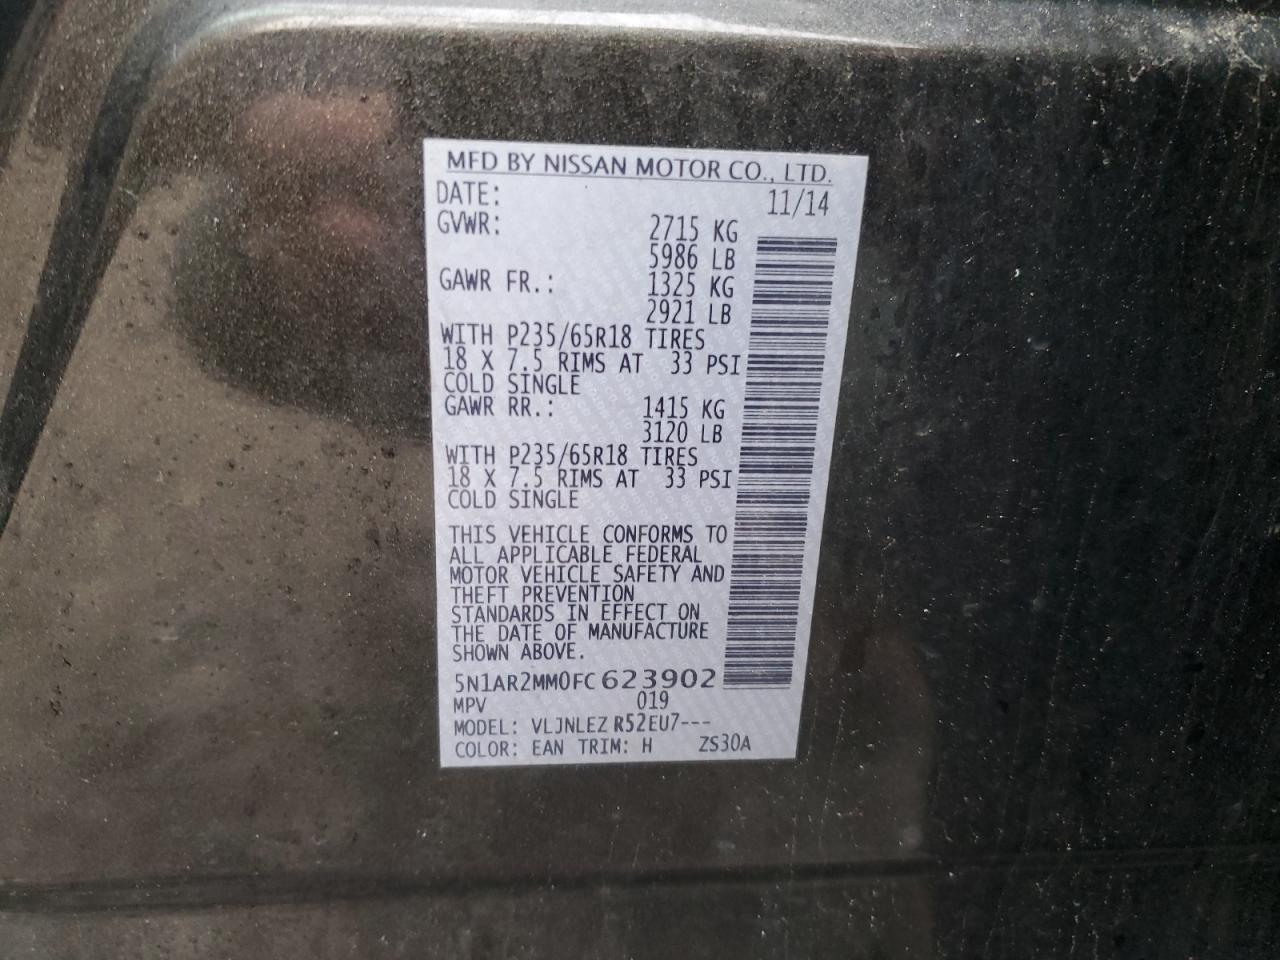 MFD BY NISSAN MOTOR CO., LTD.
DATE: 11/14
GVWR: 2715 KG
5986 LB
GAWR FR.: 1325 KG
2921 LB
WITH P235/65R18 TIRES
18 X 7.5 RIMS AT 33 PSI
COLD SINGLE
GAWR RR.: 1415 KG
3120 LB
WITH P235/65R18 TIRES
18 X 7.5 RIMS AT 33 PSI
COLD SINGLE
THIS VEHICLE CONFORMS TO
ALL APPLICABLE FEDERAL
MOTOR VEHICLE SAFETY AND
THEFT PREVENTION
STANDARDS IN EFFECT ON
THE DATE OF MANUFACTURE
SHOWN ABOVE.
5N1AR2MM0FC623902
MPV 019
MODEL: VLJNLEZ R52EU7---
COLOR: EAN TRIM: H ZS30A